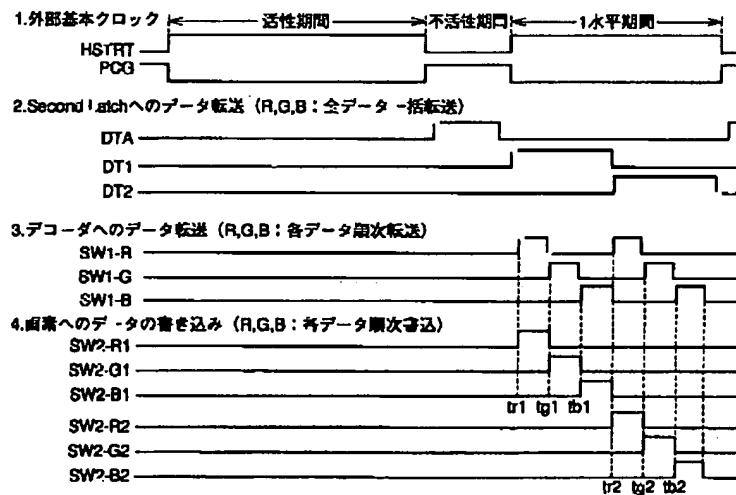 1.外部基本クロック 活性期間 不活性期間 1水平期間
HSTRT
PCG
2.Second Latchへのデータ転送（R,G,B：全データ一括転送）
DTA
DT1
DT2
3.デコーダへのデータ転送（R,G,B：各データ順次転送）
SW1-R
SW1-G
SW1-B
4.画素へのデータの書き込み（R,G,B：各データ順次書込）
SW2-R1
SW2-G1
SW2-B1
tr1 tg1 tb1
SW2-R2
SW2-G2
SW2-B2
tr2 tg2 tb2